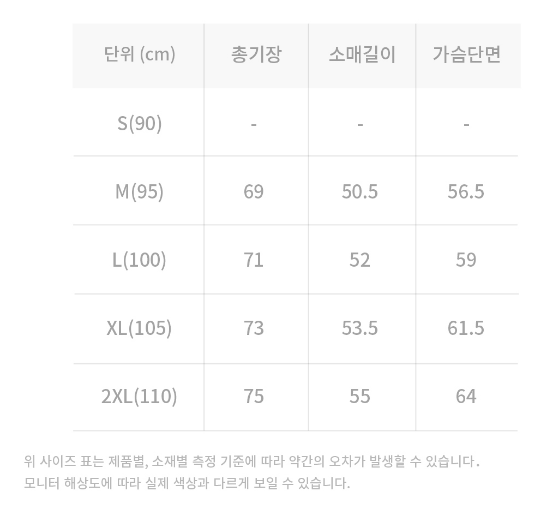 단위 (cm) 총기장 소매길이 가슴단면
S(90) - - -
M(95) 69 50.5 56.5
L(100) 71 52 59
XL(105) 73 53.5 61.5
2XL(110) 75 55 64
위 사이즈 표는 제품별, 소재별 측정 기준에 따라 약간의 오차가 발생할 수 있습니다.
모니터 해상도에 따라 실제 색상과 다르게 보일 수 있습니다.